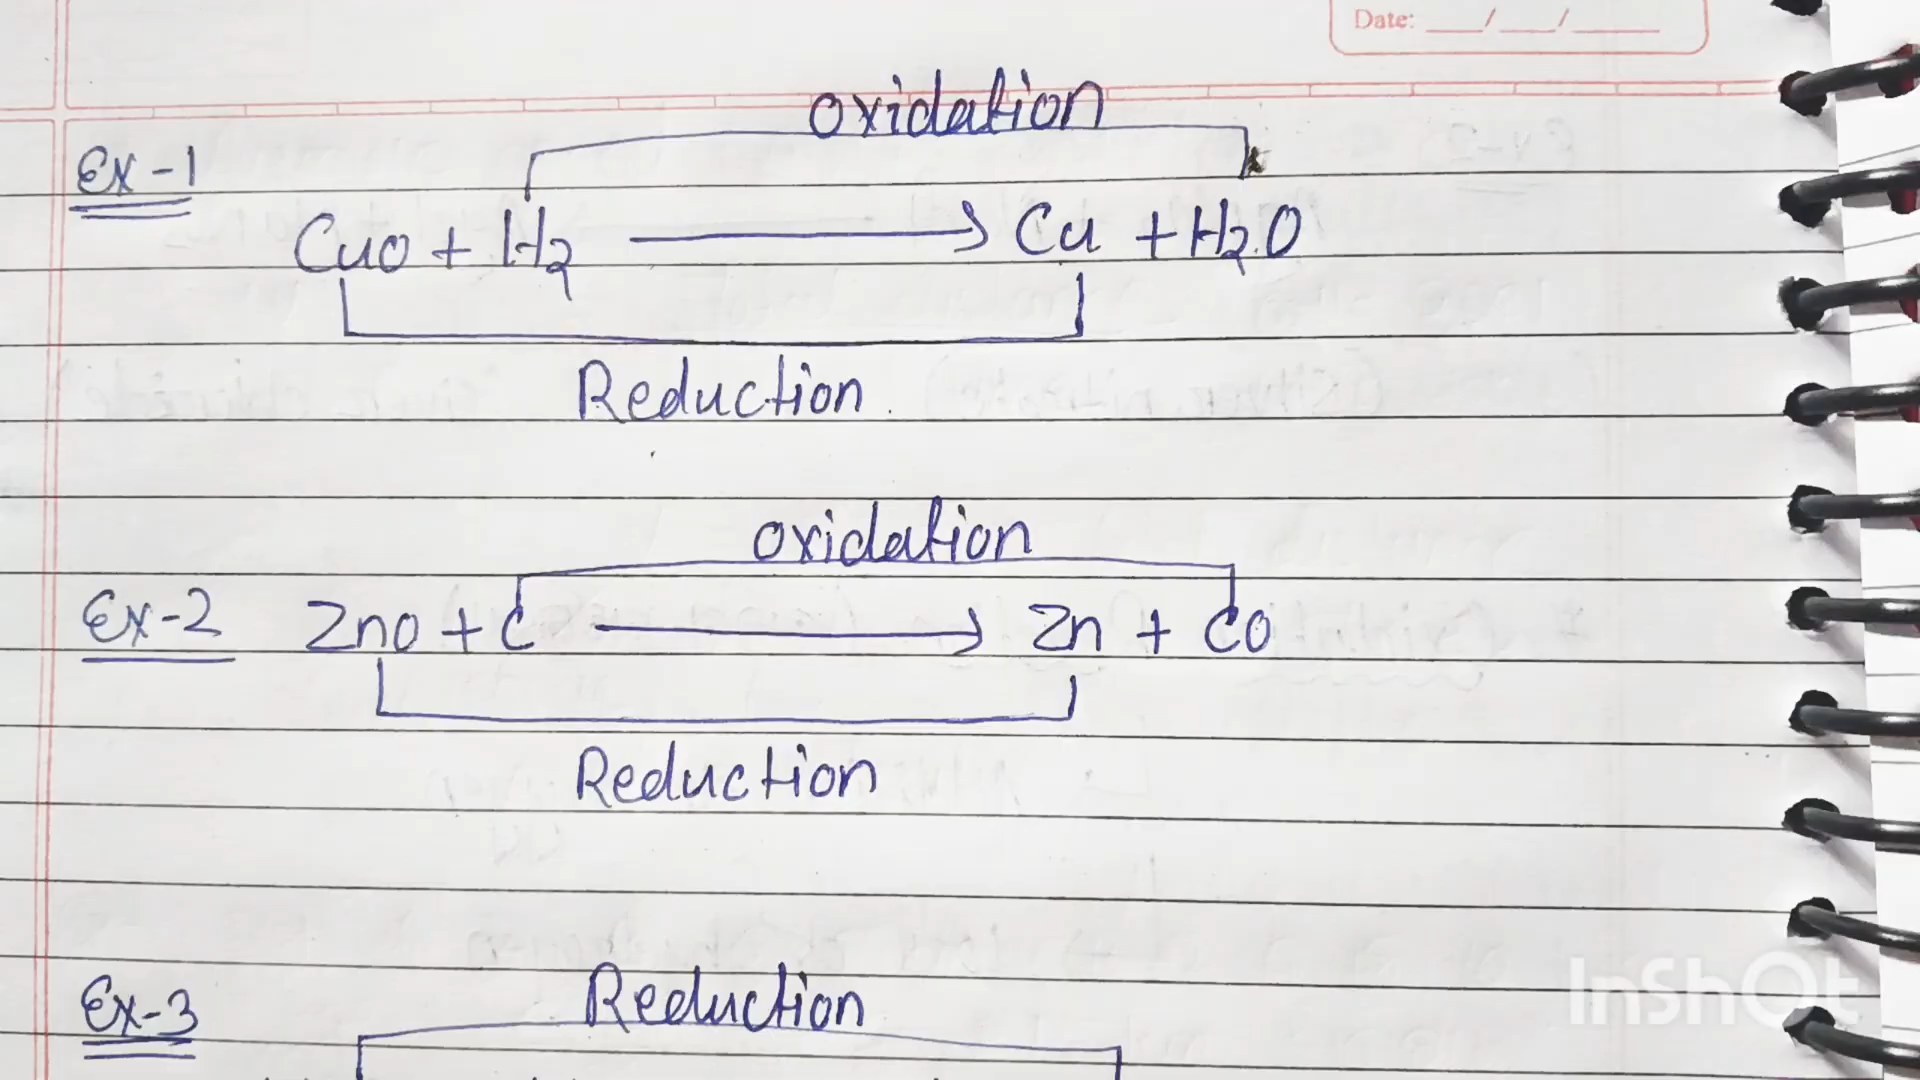 Date: ___/___/___
oxidation
Ex-1
CuO + H2 → Cu + H2O
Reduction
oxidation
Ex-2 ZnO + C → Zn + CO
Reduction
Ex-3
Reduction
InShOt